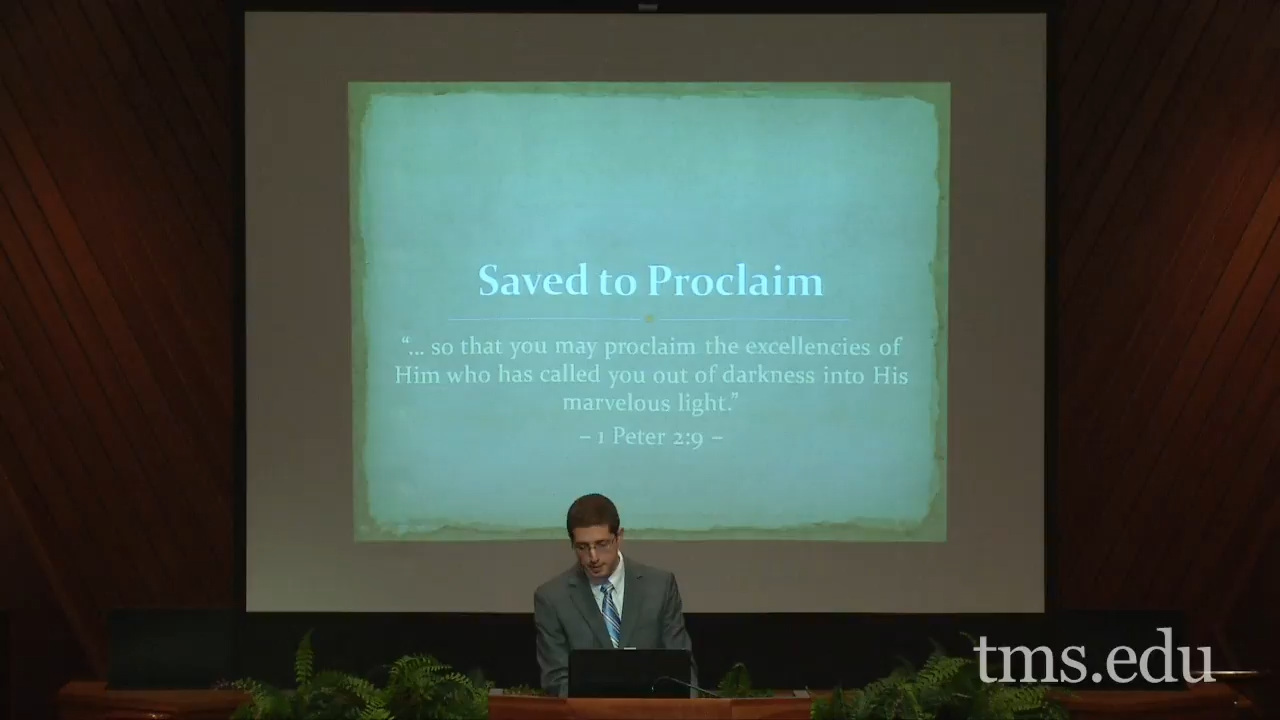 Saved to Proclaim
“... so that you may proclaim the excellencies of
Him who has called you out of darkness into His
marvelous light.”
– 1 Peter 2:9 –
tms.edu